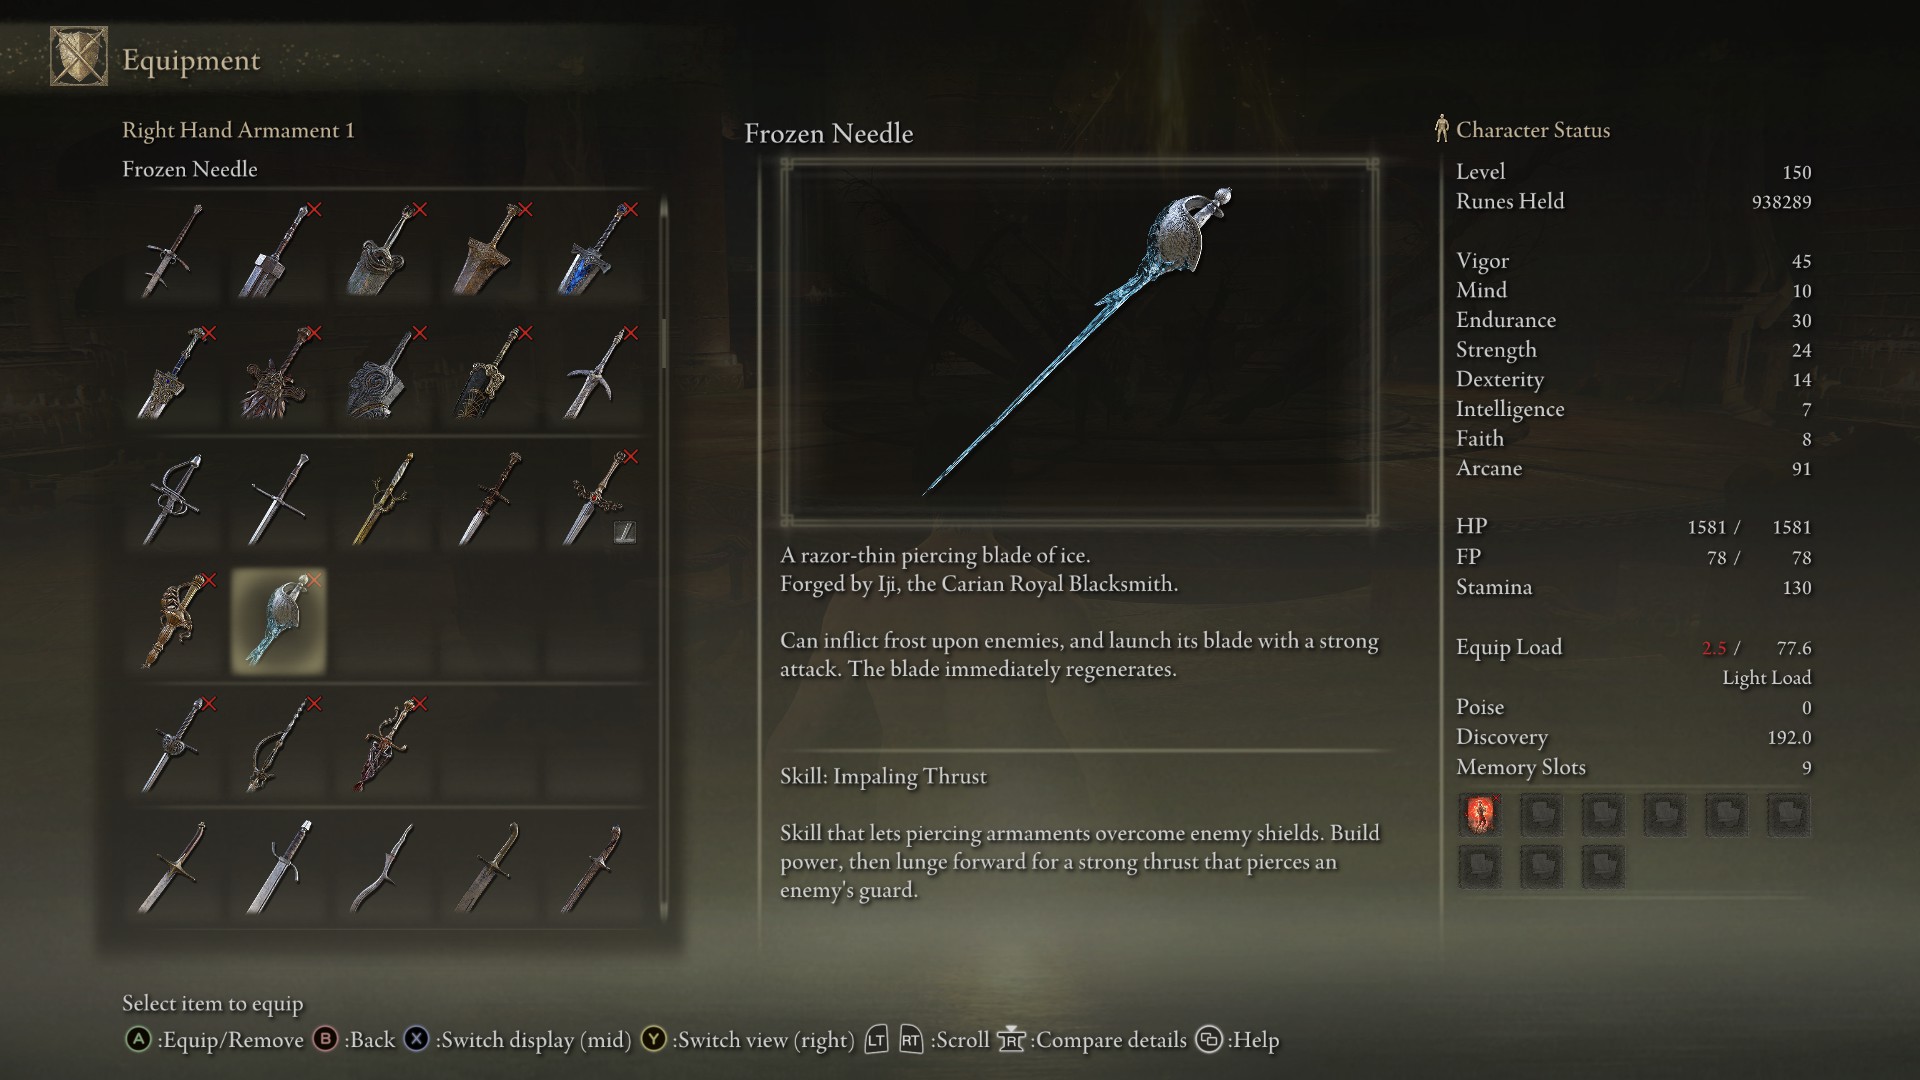 Equipment
Right Hand Armament 1
Frozen Needle
Frozen Needle
A razor-thin piercing blade of ice.
Forged by Iji, the Carian Royal Blacksmith.
Can inflict frost upon enemies, and launch its blade with a strong
attack. The blade immediately regenerates.
Skill: Impaling Thrust
Skill that lets piercing armaments overcome enemy shields. Build
power, then lunge forward for a strong thrust that pierces an
enemy's guard.
Character Status
Level 150
Runes Held 938289
Vigor 45
Mind 10
Endurance 30
Strength 24
Dexterity 14
Intelligence 7
Faith 8
Arcane 91
HP 1581 / 1581
FP 78 / 78
Stamina 130
Equip Load 2.5 / 77.6
Light Load
Poise 0
Discovery 192.0
Memory Slots 9
Select item to equip
A :Equip/Remove B :Back X :Switch display (mid) Y :Switch view (right) LT RT :Scroll R :Compare details :Help